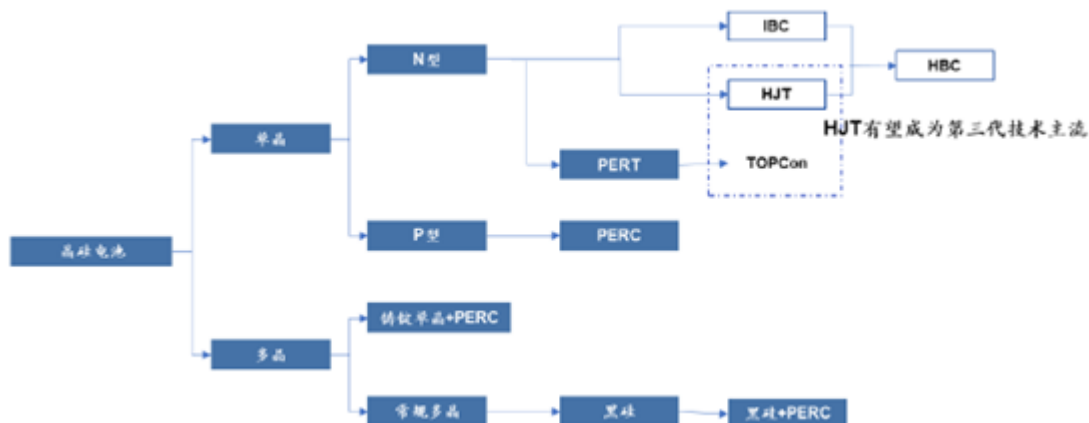 IBC
N型
HBC
HJT
HJT有望成为第三代技术主流
单晶
PERT
TOPCon
P型
PERC
晶硅电池
铸锭单晶+PERC
多晶
常规多晶
黑硅
黑硅+PERC